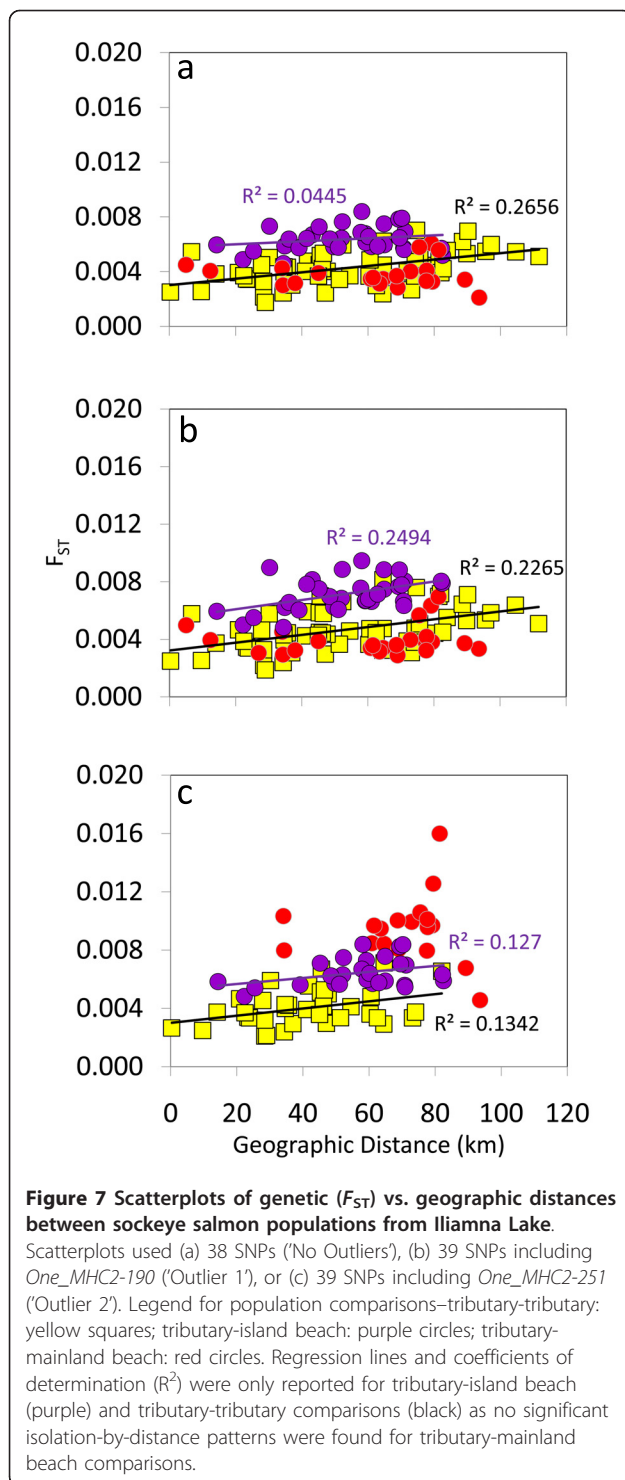 0.020
a
0.016
0.012
R² = 0.0445
R² = 0.2656
0.008
0.004
0.000
0.020
b
0.016
0.012
R² = 0.2494
R² = 0.2265
0.008
0.004
0.000
FST
0.020
c
0.016
0.012
R² = 0.127
0.008
0.004
R² = 0.1342
0.000
0 20 40 60 80 100 120
Geographic Distance (km)
Figure 7 Scatterplots of genetic (FST) vs. geographic distances
between sockeye salmon populations from Iliamna Lake.
Scatterplots used (a) 38 SNPs ('No Outliers'), (b) 39 SNPs including
One_MHC2-190 ('Outlier 1'), or (c) 39 SNPs including One_MHC2-251
('Outlier 2'). Legend for population comparisons–tributary-tributary:
yellow squares; tributary-island beach: purple circles; tributary-
mainland beach: red circles. Regression lines and coefficients of
determination (R²) were only reported for tributary-island beach
(purple) and tributary-tributary comparisons (black) as no significant
isolation-by-distance patterns were found for tributary-mainland
beach comparisons.